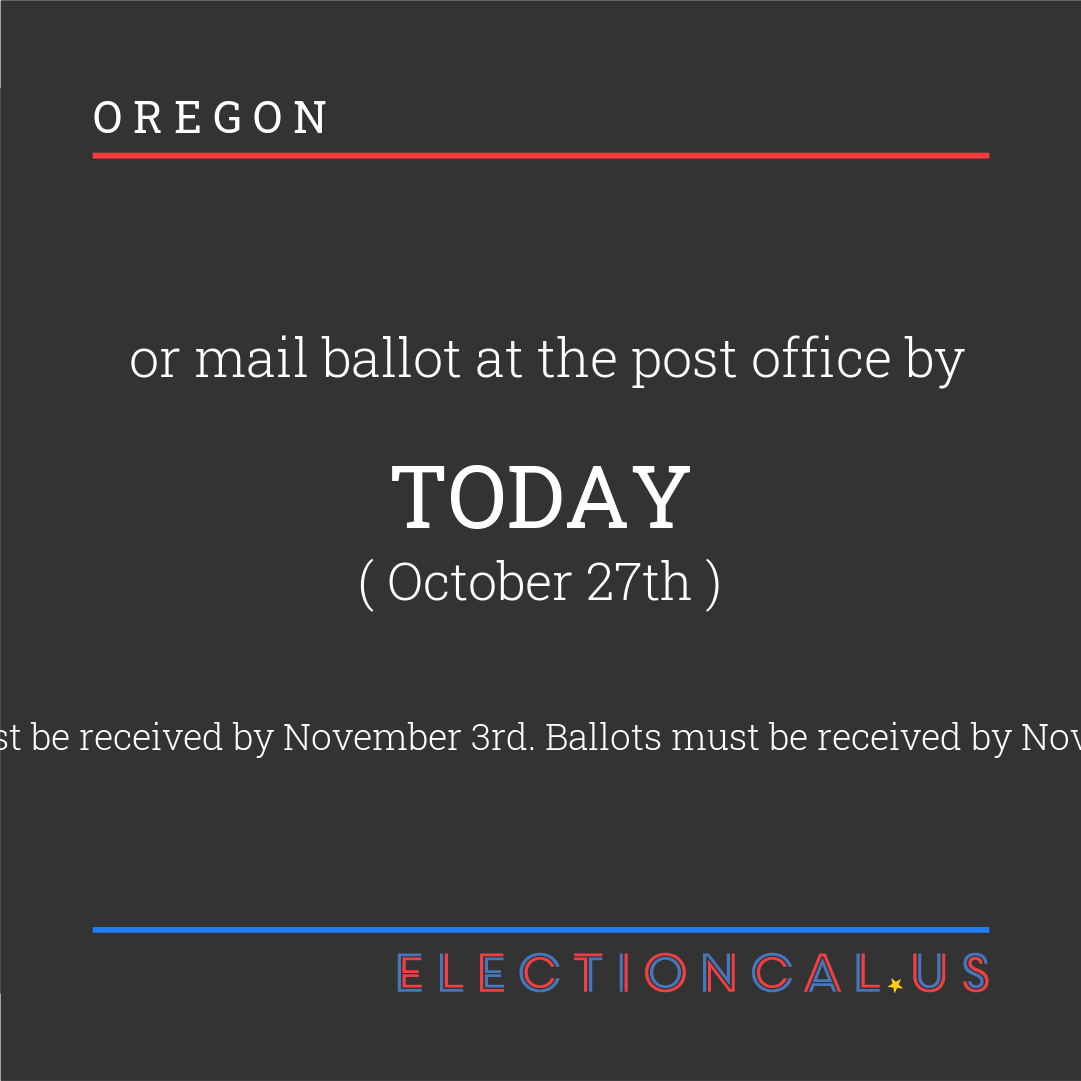 OREGON
or mail ballot at the post office by
TODAY
( October 27th )
be received by November 3rd. Ballots must be received by
ELECTIONCAL.US